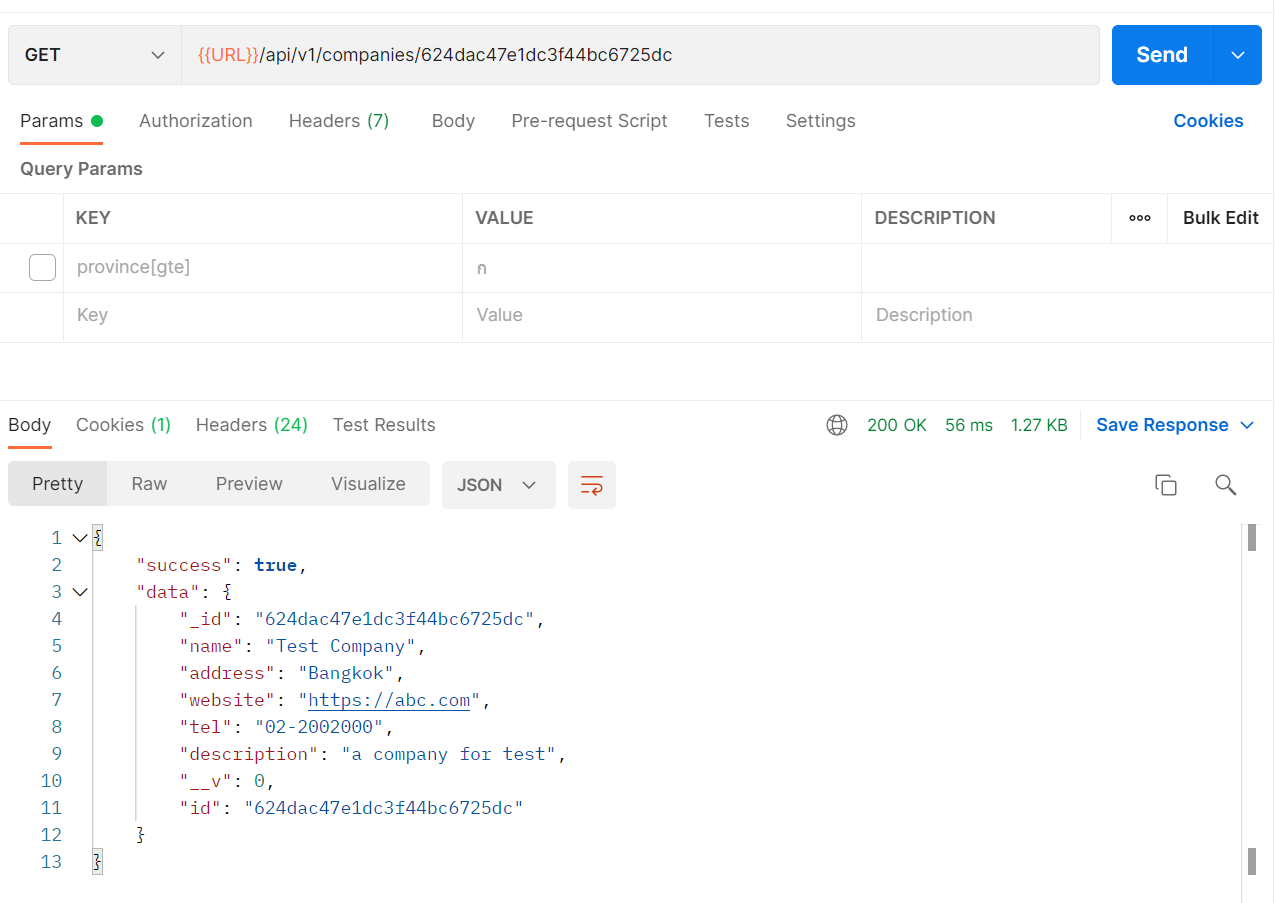 GET {{URL}}/api/v1/companies/624dac47e1dc3f44bc6725dc Send
Params Authorization Headers (7) Body Pre-request Script Tests Settings Cookies
Query Params
KEY VALUE DESCRIPTION Bulk Edit
province[gte] ก
Key Value Description
Body Cookies (1) Headers (24) Test Results 200 OK 56 ms 1.27 KB Save Response
Pretty Raw Preview Visualize JSON
1 {
2 "success": true,
3 "data": {
4 "_id": "624dac47e1dc3f44bc6725dc",
5 "name": "Test Company",
6 "address": "Bangkok",
7 "website": "https://abc.com",
8 "tel": "02-2002000",
9 "description": "a company for test",
10 "__v": 0,
11 "id": "624dac47e1dc3f44bc6725dc"
12 }
13 }